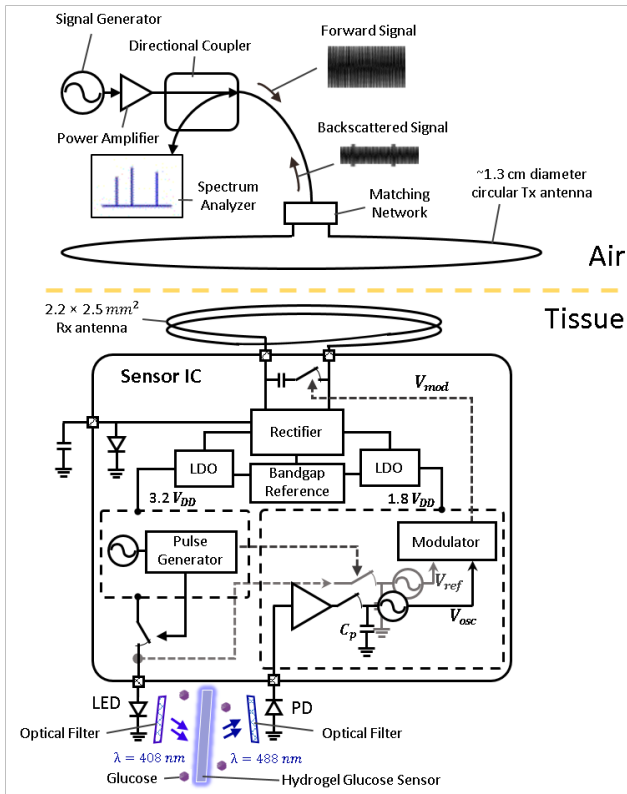 Signal Generator
Directional Coupler
Forward Signal
Power Amplifier
Backscattered Signal
Spectrum
Analyzer
Matching
Network
~1.3 cm diameter
circular Tx antenna
Air
2.2 × 2.5 mm²
Rx antenna
Tissue
Sensor IC
V_mod
Rectifier
LDO
LDO
Bandgap
Reference
3.2 V_DD
1.8 V_DD
Pulse
Generator
Modulator
V_ref
V_osc
C_p
LED
PD
Optical Filter
Optical Filter
λ = 408 nm
λ = 488 nm
Glucose
Hydrogel Glucose Sensor